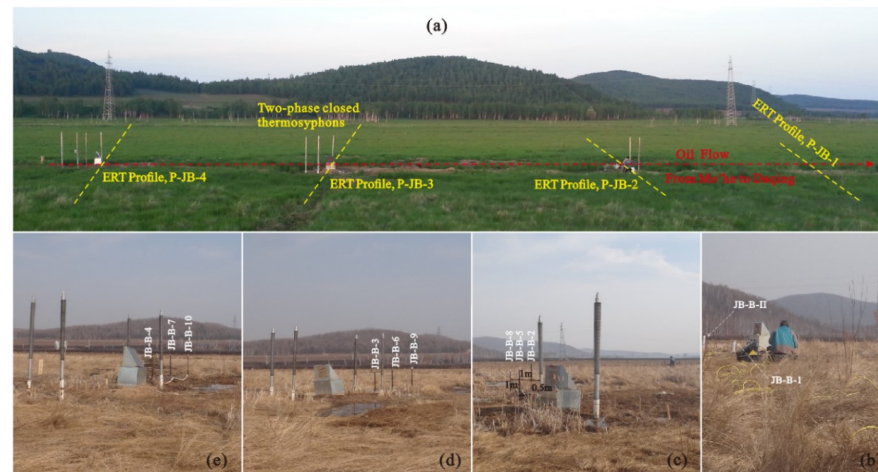 (a)
Two-phase closed
thermosyphons
ERT Profile, P-JB-1
Oil Flow
From Mo'he to Daqing
ERT Profile, P-JB-4
ERT Profile, P-JB-3
ERT Profile, P-JB-2
JB-B-4
JB-B-7
JB-B-10
(e)
JB-B-3
JB-B-6
JB-B-9
(d)
JB-B-8
JB-B-5
JB-B-2
1m
1m
0.5m
(c)
JB-B-II
JB-B-1
(b)